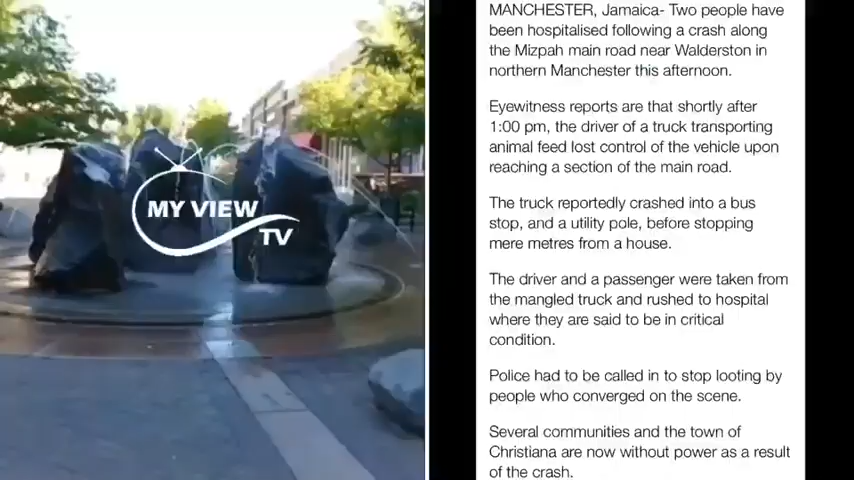 MY VIEW
TV
MANCHESTER, Jamaica- Two people have
been hospitalised following a crash along
the Mizpah main road near Walderston in
northern Manchester this afternoon.
Eyewitness reports are that shortly after
1:00 pm, the driver of a truck transporting
animal feed lost control of the vehicle upon
reaching a section of the main road.
The truck reportedly crashed into a bus
stop, and a utility pole, before stopping
mere metres from a house.
The driver and a passenger were taken from
the mangled truck and rushed to hospital
where they are said to be in critical
condition.
Police had to be called in to stop looting by
people who converged on the scene.
Several communities and the town of
Christiana are now without power as a result
of the crash.